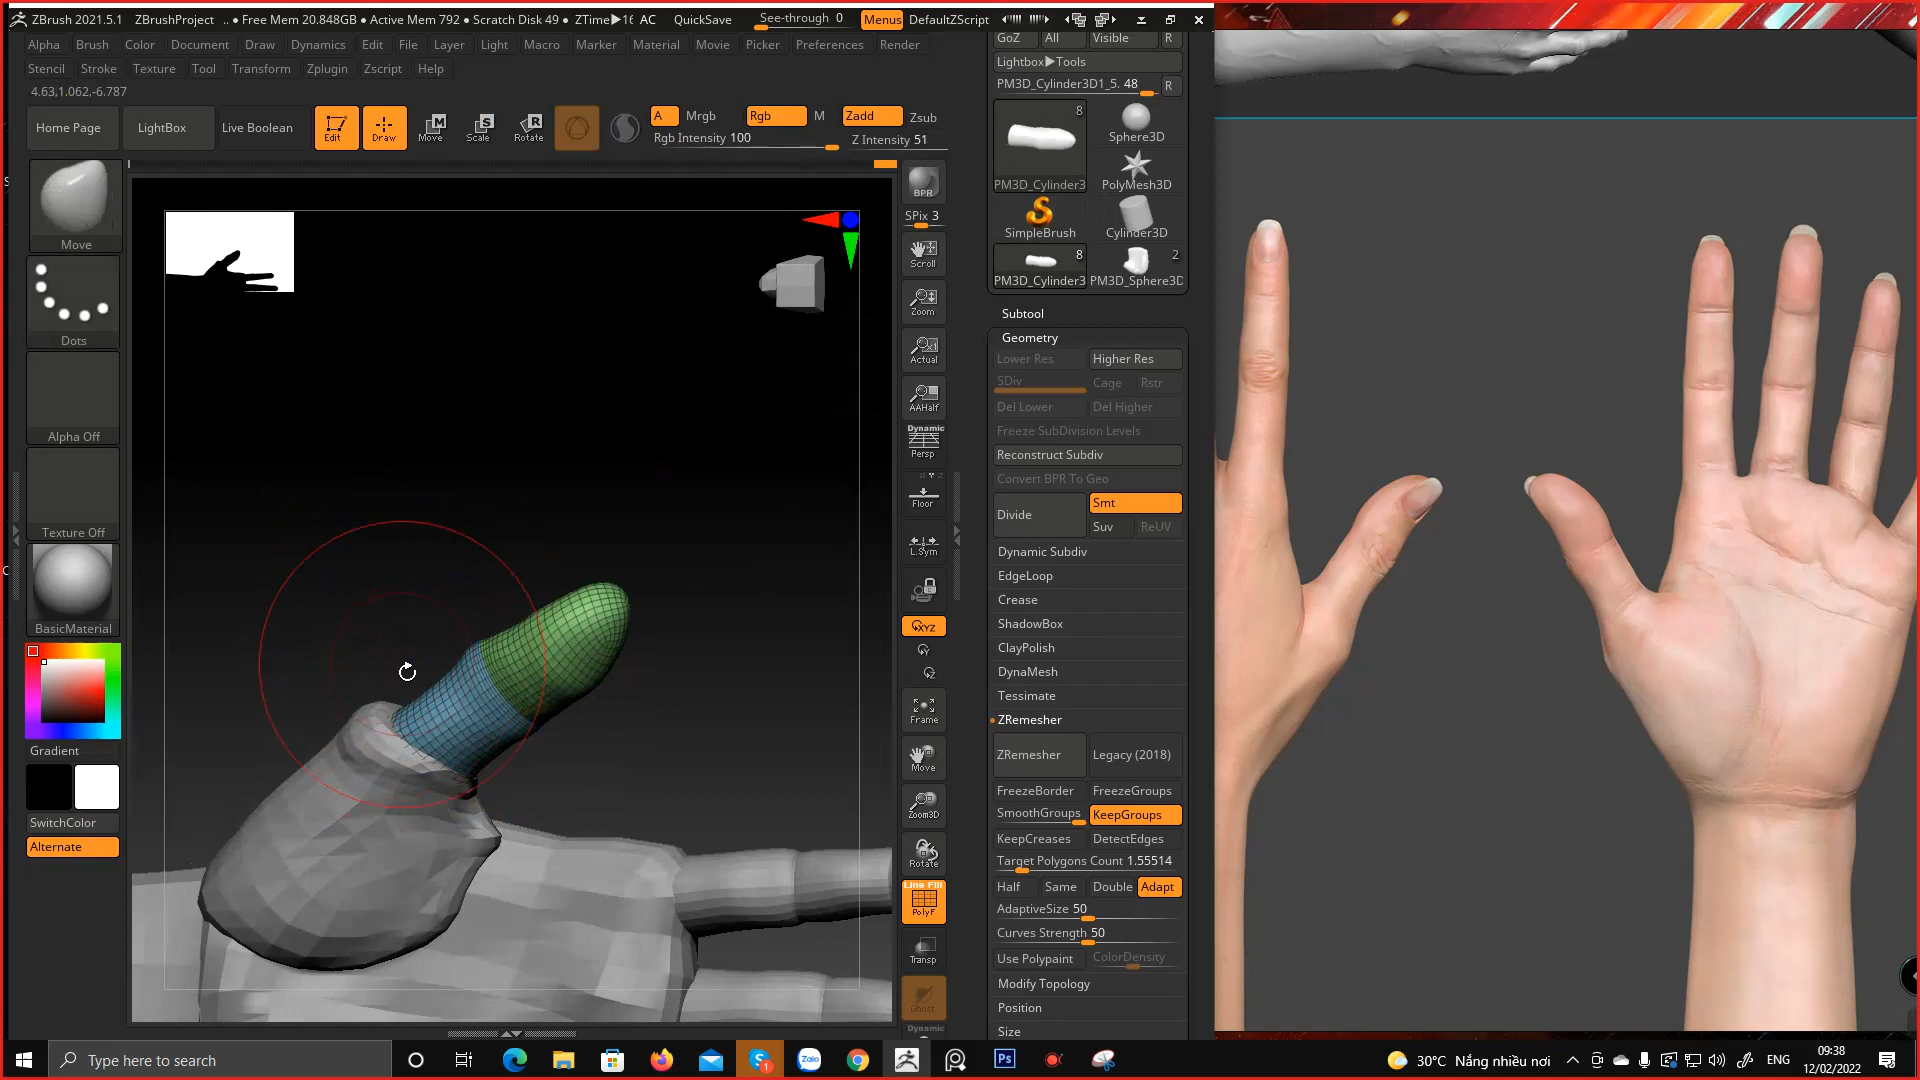 ZBrush 2021.5.1 ZBrushProject .. • Free Mem 20.848GB • Active Mem 792 • Scratch Disk 49 • ZTime▶16 AC QuickSave See-through 0 Menus DefaultZScript
Alpha Brush Color Document Draw Dynamics Edit File Layer Light Macro Marker Material Movie Picker Preferences Render
Stencil Stroke Texture Tool Transform Zplugin Zscript Help
4.63,1.062,-6.787
Home Page LightBox Live Boolean Edit Draw Move Scale Rotate A Mrgb Rgb M Zadd Zsub
Rgb Intensity 100 Z Intensity 51
Move
Dots
Alpha Off
Texture Off
BasicMaterial
Gradient
SwitchColor
Alternate
BPR
SPix 3
Scroll
Zoom
Actual
AAHalf
Dynamic
Persp
Floor
L.Sym
XYZ
Frame
Move
Zoom3D
Rotate
Line Fill
PolyF
Transp
Ghost
Dynamic
GoZ All Visible R
Lightbox▶Tools
PM3D_Cylinder3D1_5. 48 R
8
Sphere3D
PM3D_Cylinder3 PolyMesh3D
SimpleBrush Cylinder3D
8 2
PM3D_Cylinder3 PM3D_Sphere3D
Subtool
Geometry
Lower Res Higher Res
SDiv Cage Rstr
Del Lower Del Higher
Freeze SubDivision Levels
Reconstruct Subdiv
Convert BPR To Geo
Divide Smt
Suv ReUV
Dynamic Subdiv
EdgeLoop
Crease
ShadowBox
ClayPolish
DynaMesh
Tessimate
ZRemesher
ZRemesher Legacy (2018)
FreezeBorder FreezeGroups
SmoothGroups KeepGroups
KeepCreases DetectEdges
Target Polygons Count 1.55514
Half Same Double Adapt
AdaptiveSize 50
Curves Strength 50
Use Polypaint ColorDensity
Modify Topology
Position
Size
Type here to search
1
Zalo
Ps
30°C Nắng nhiều nơi
ENG
09:38
12/02/2022